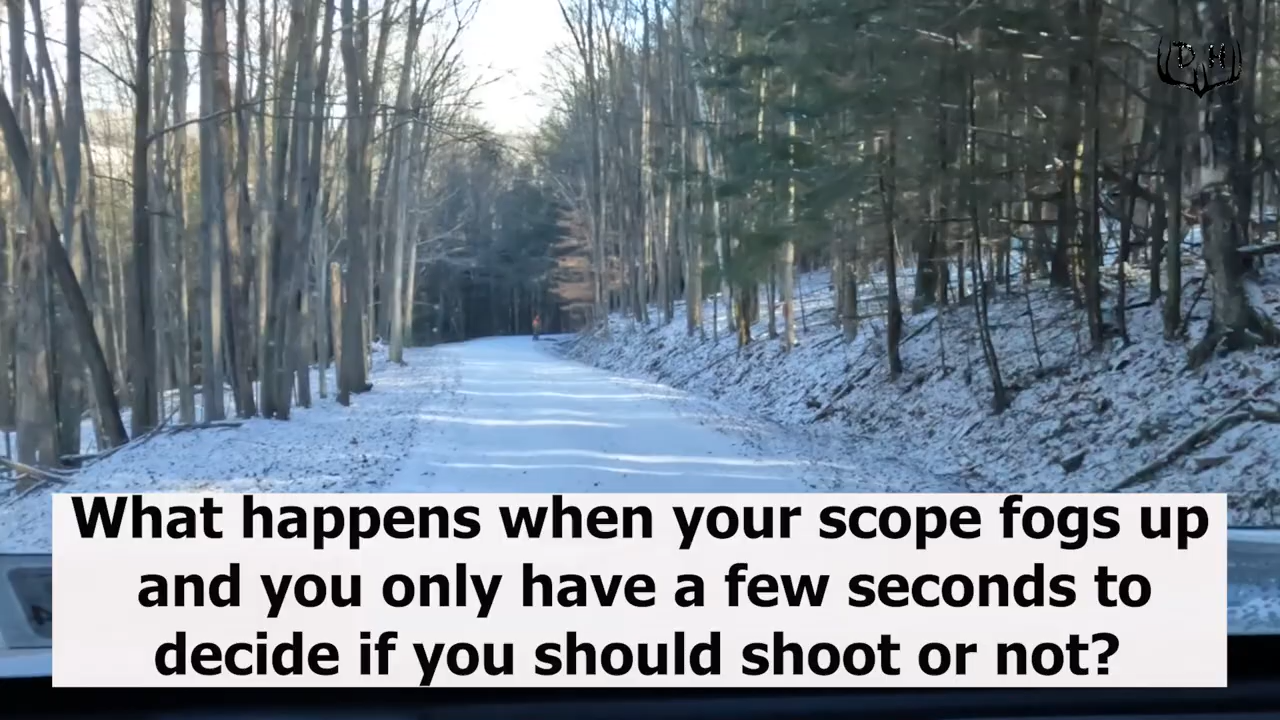 D M
What happens when your scope fogs up
and you only have a few seconds to
decide if you should shoot or not?